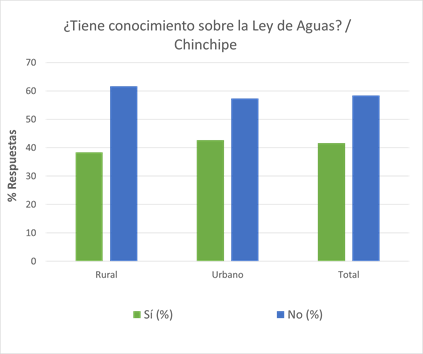 ¿Tiene conocimiento sobre la Ley de Aguas? /
Chinchipe
% Respuestas
70
60
50
40
30
20
10
0
Rural
Urbano
Total
Sí (%)
No (%)